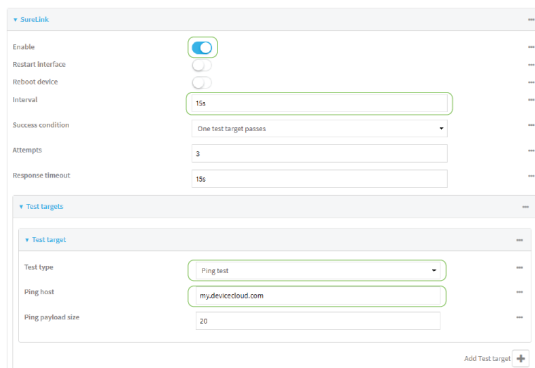 SureLink
Enable
Restart interface
Reboot device
Interval 15s
Success condition One test target passes
Attempts 3
Response timeout 15s
Test targets
Test target
Test type Ping test
Ping host my.devicecloud.com
Ping payload size 20
Add Test target